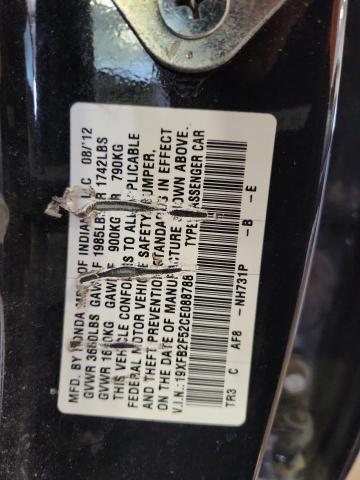 MFD. BY HONDA OF INDIANA C 08/'12
GVWR 3660LBS GAWR F 1985LBS R 1742LBS
GVWR 1660KG GAWR F 900KG R 790KG
THIS VEHICLE CONFORMS TO ALL APPLICABLE
FEDERAL MOTOR VEHICLE SAFETY, BUMPER,
AND THEFT PREVENTION STANDARDS IN EFFECT
ON THE DATE OF MANUFACTURE SHOWN ABOVE.
V.I.N.:19XFB2F52CE088788 TYPE:PASSENGER CAR
TR3 C AF8 -NH731P -B -E